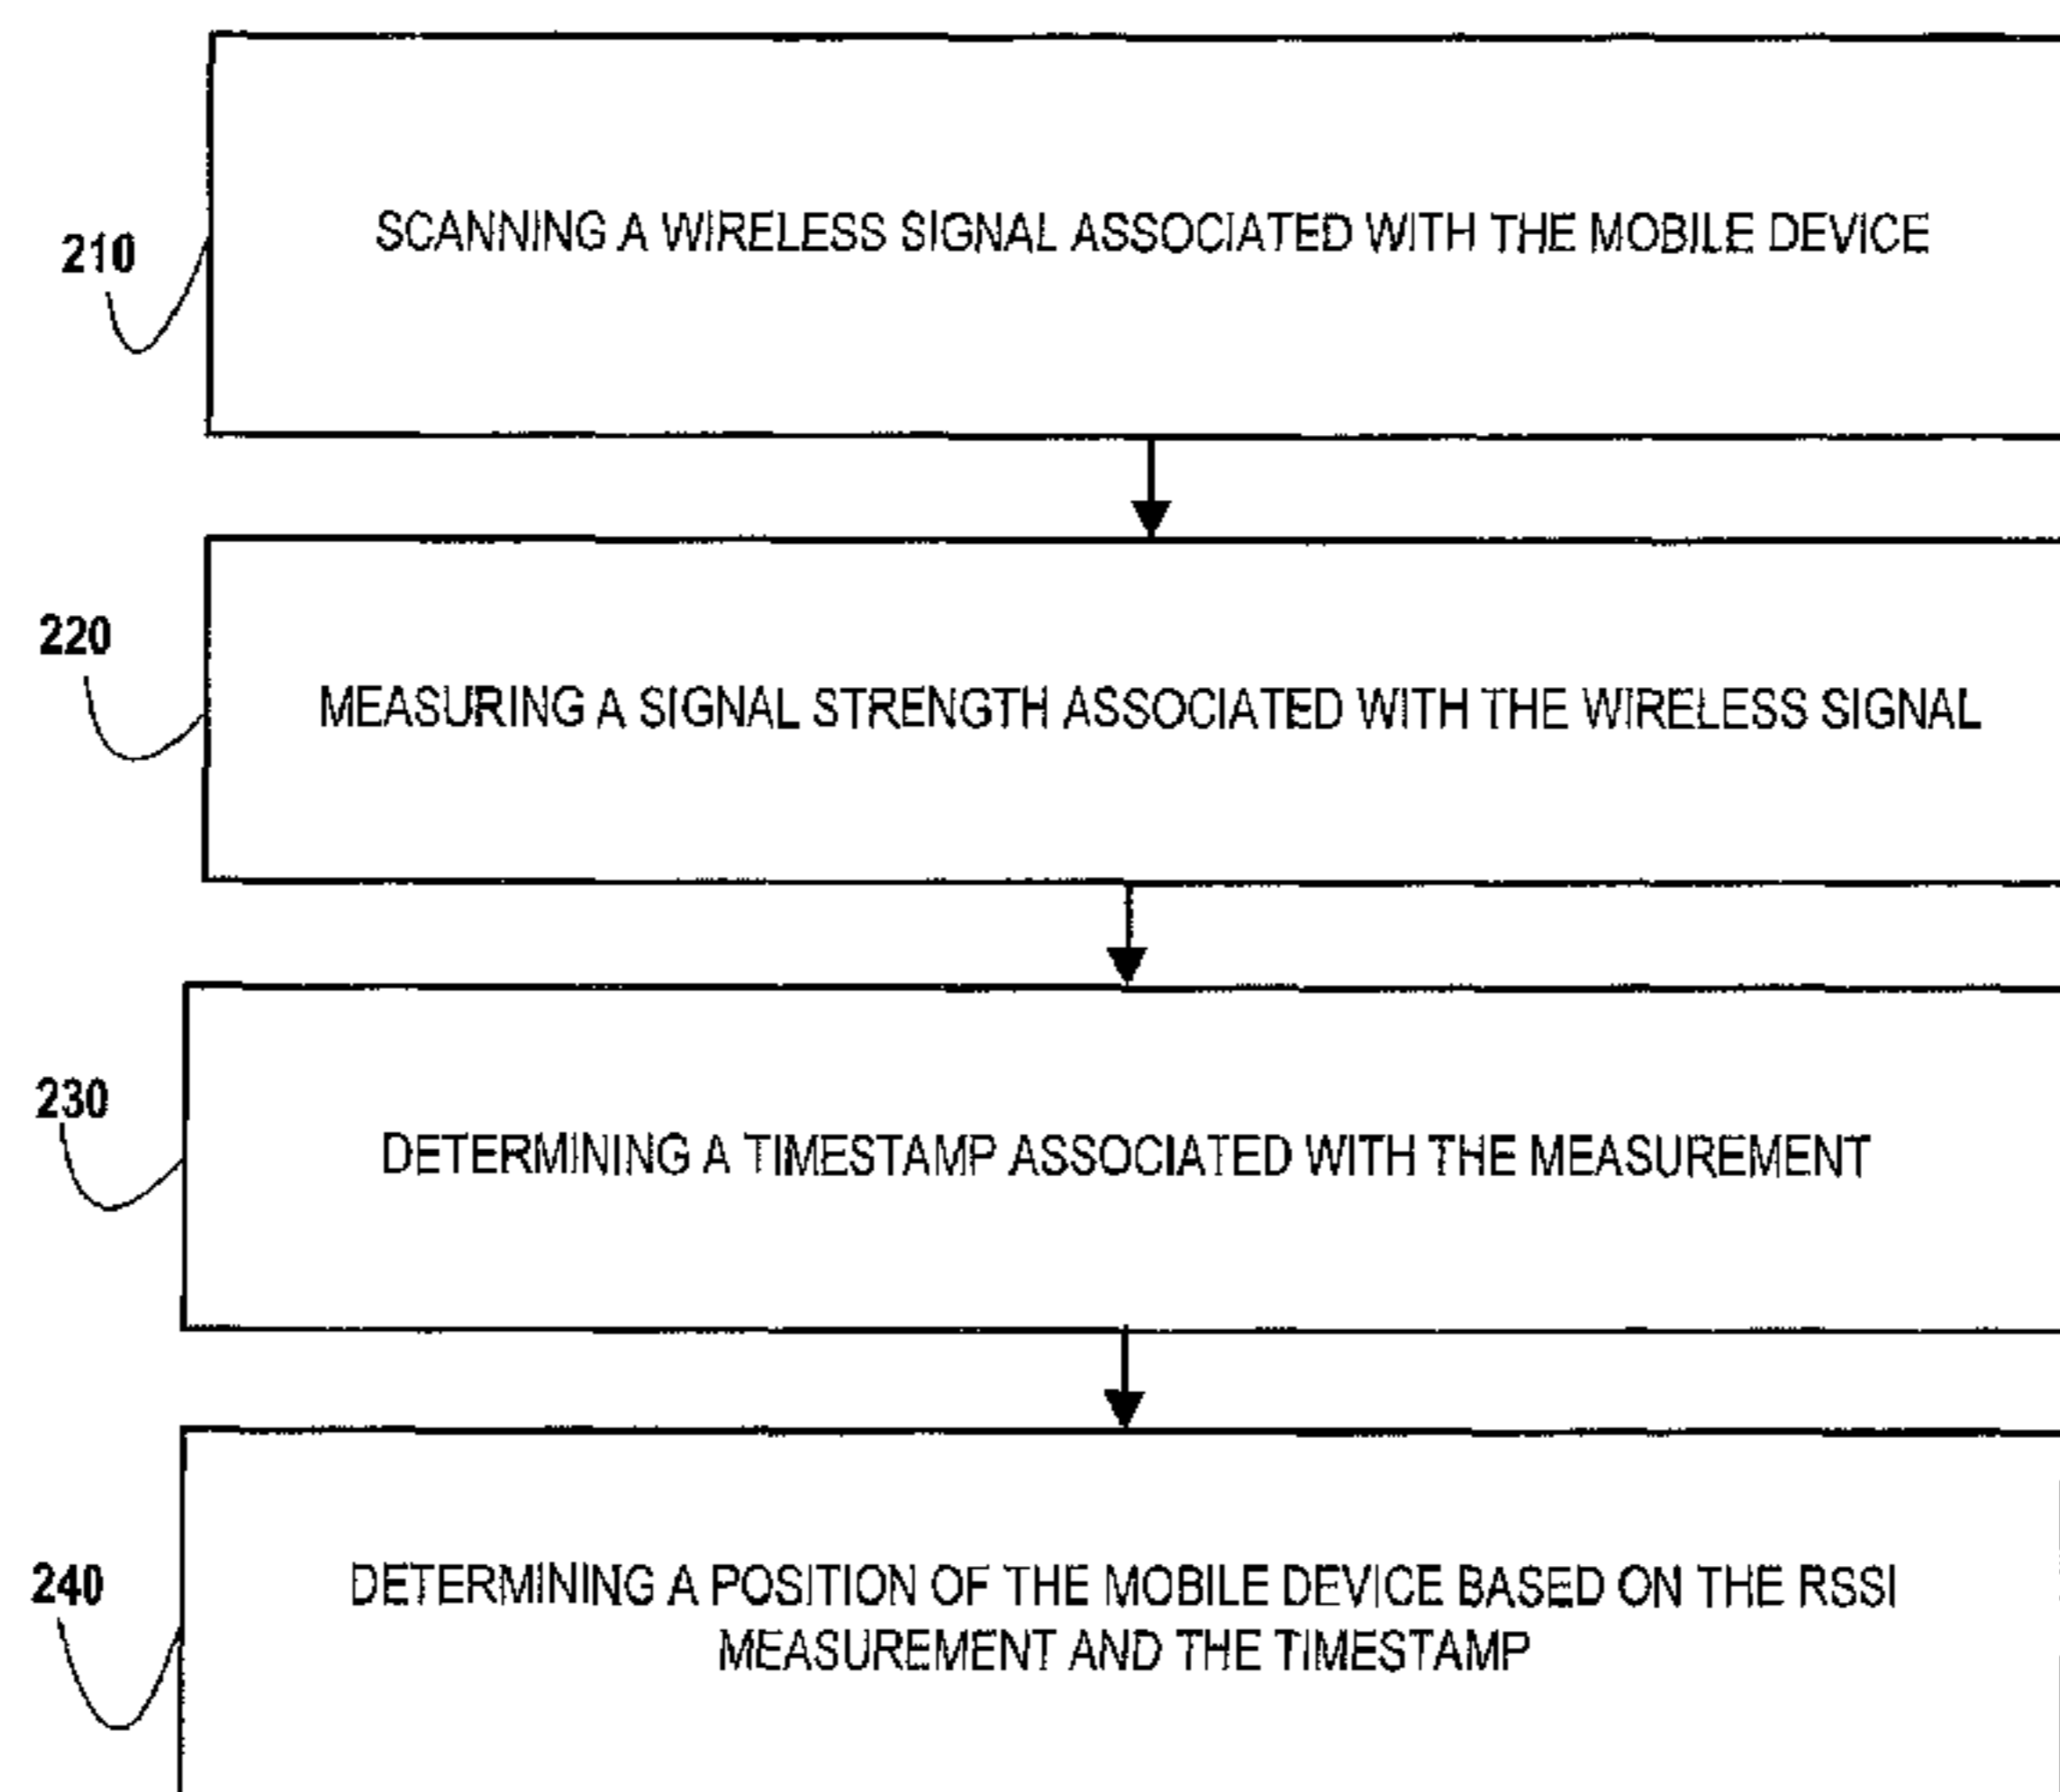 210
SCANNING A WIRELESS SIGNAL ASSOCIATED WITH THE MOBILE DEVICE
220
MEASURING A SIGNAL STRENGTH ASSOCIATED WITH THE WIRELESS SIGNAL
230
DETERMINING A TIMESTAMP ASSOCIATED WITH THE MEASUREMENT
240
DETERMINING A POSITION OF THE MOBILE DEVICE BASED ON THE RSSI
MEASUREMENT AND THE TIMESTAMP